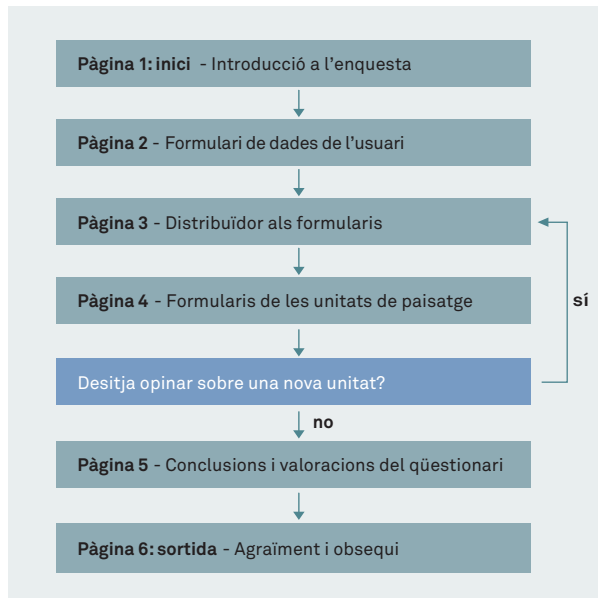 Pàgina 1: inici - Introducció a l'enquesta
Pàgina 2 - Formulari de dades de l'usuari
Pàgina 3 - Distribuïdor als formularis
Pàgina 4 - Formularis de les unitats de paisatge
sí
Desitja opinar sobre una nova unitat?
no
Pàgina 5 - Conclusions i valoracions del qüestionari
Pàgina 6: sortida - Agraïment i obsequi